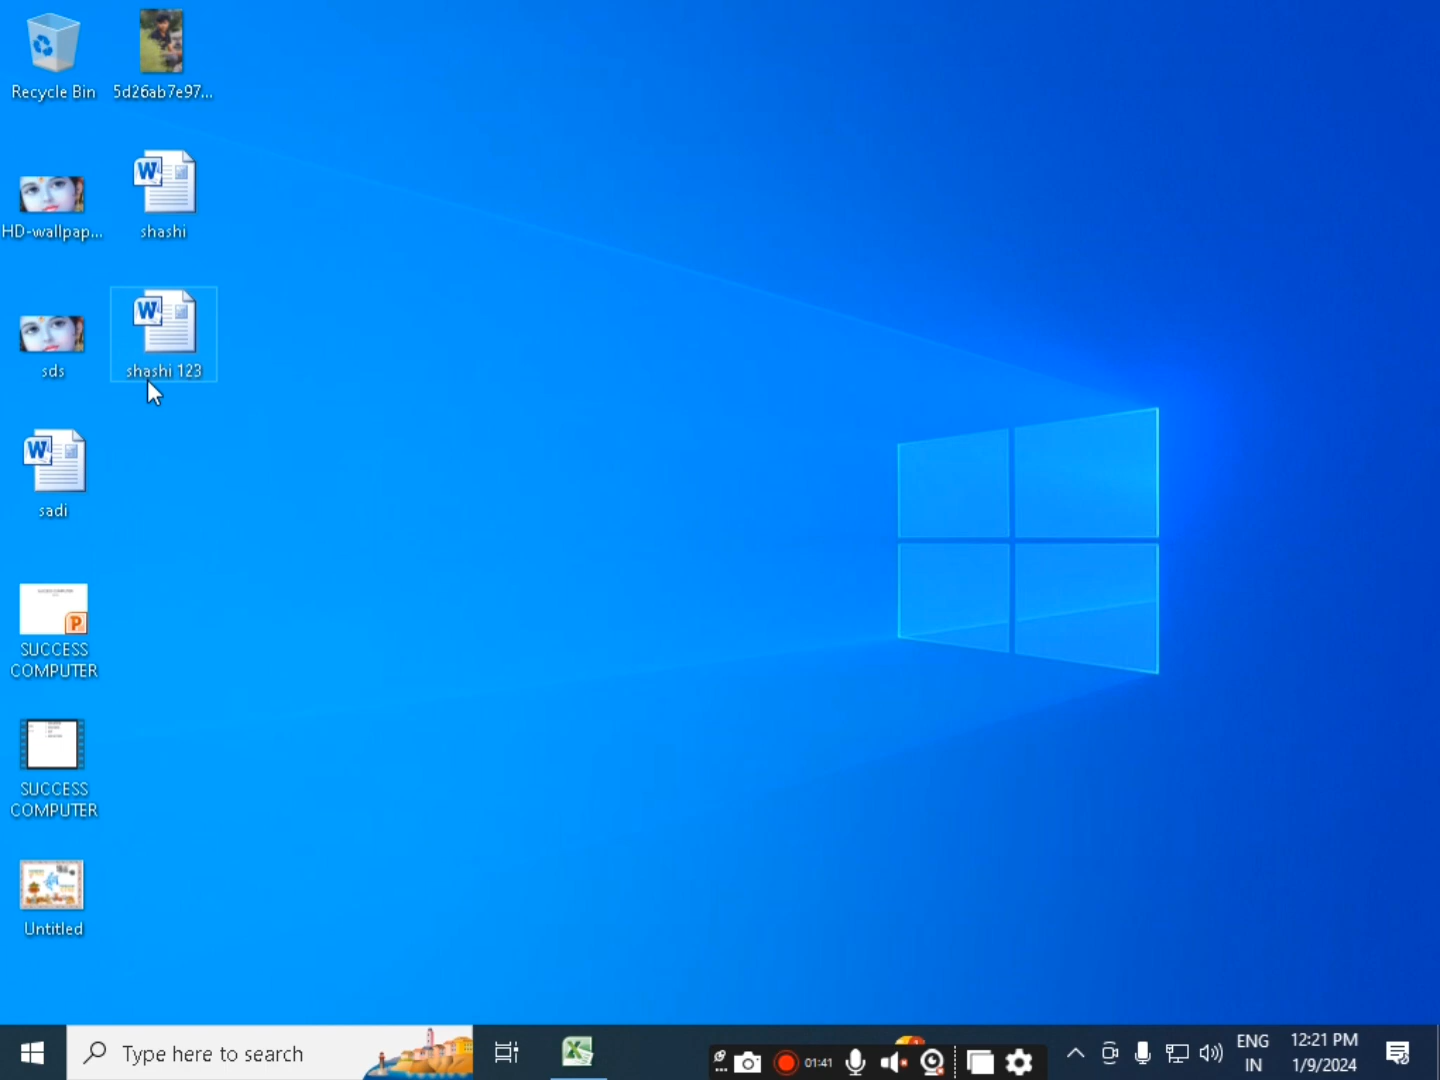 Recycle Bin
5d26ab7e97...
HD-wallpap...
shashi
sds
shashi 123
sadi
SUCCESS
COMPUTER
SUCCESS
COMPUTER
Untitled
Type here to search
01:41
ENG
IN
12:21 PM
1/9/2024